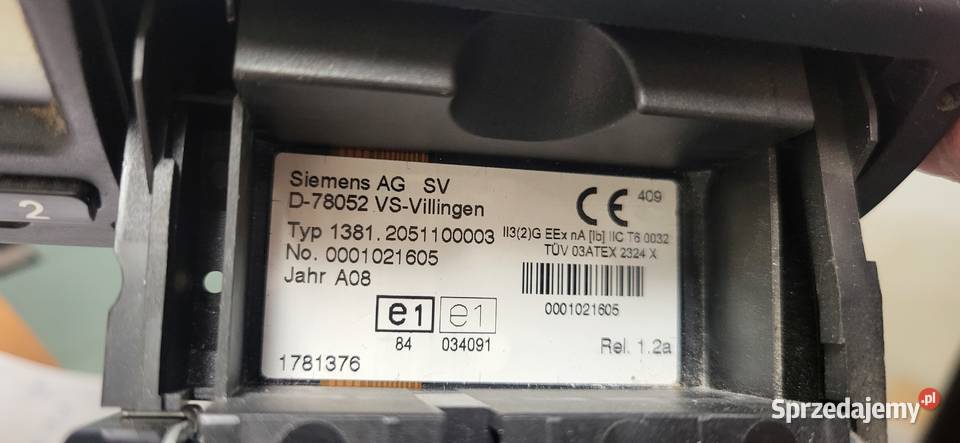 Siemens AG SV
D-78052 VS-Villingen
CE 409
Typ 1381.2051100003
II3(2)G EEx nA [Ib] IIC T6 0032
TÜV 03ATEX 2324 X
No. 0001021605
Jahr A08
0001021605
e1 e1
84 034091
Rel. 1.2a
1781376
2
Sprzedajemy.pl